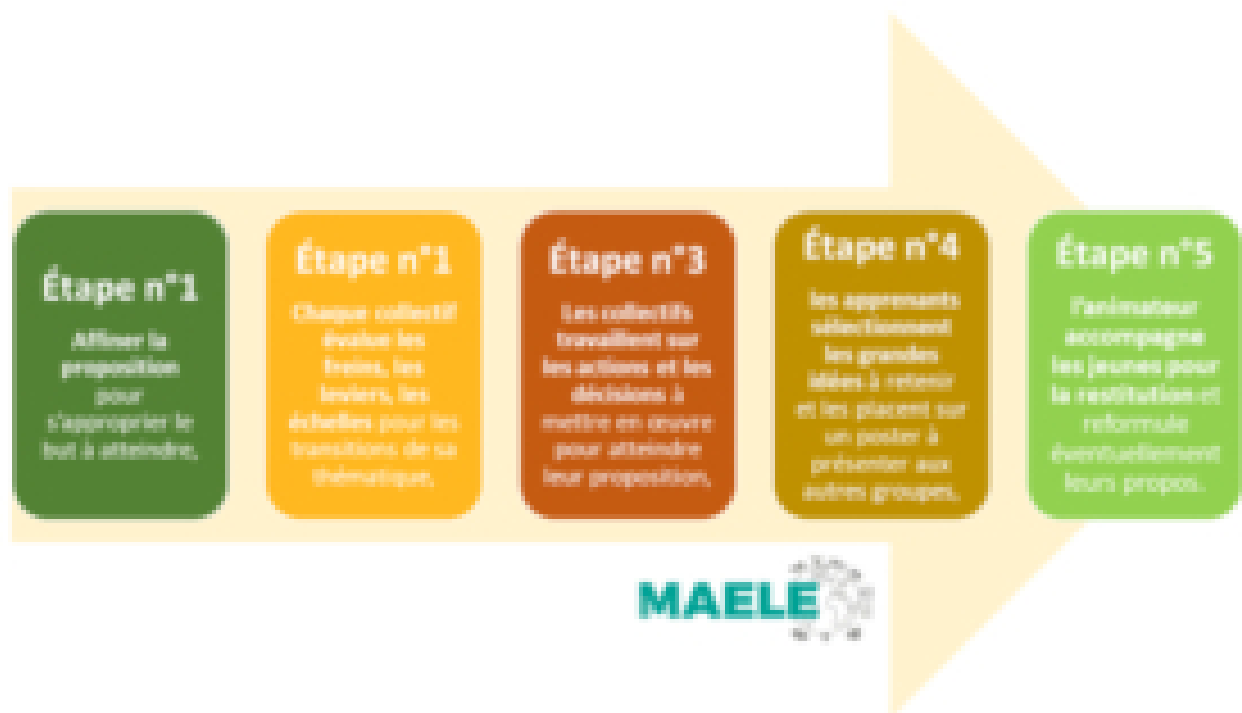 Étape n°1
Affiner la
proposition
pour
s'approprier le
but à atteindre,
Étape n°1
Chaque collectif
évalue les
freins, les
leviers, les
échelles pour les
transitions de sa
thématique,
Étape n°3
Les collectifs
travaillent sur
les actions et les
décisions à
mettre en œuvre
pour atteindre
leur proposition,
Étape n°4
les apprenants
sélectionnent
les grandes
idées à retenir
et les placent sur
un poster à
présenter aux
autres groupes,
Étape n°5
l'animateur
accompagne
les jeunes pour
la restitution et
reformule
éventuellement
leurs propos.
MAELE